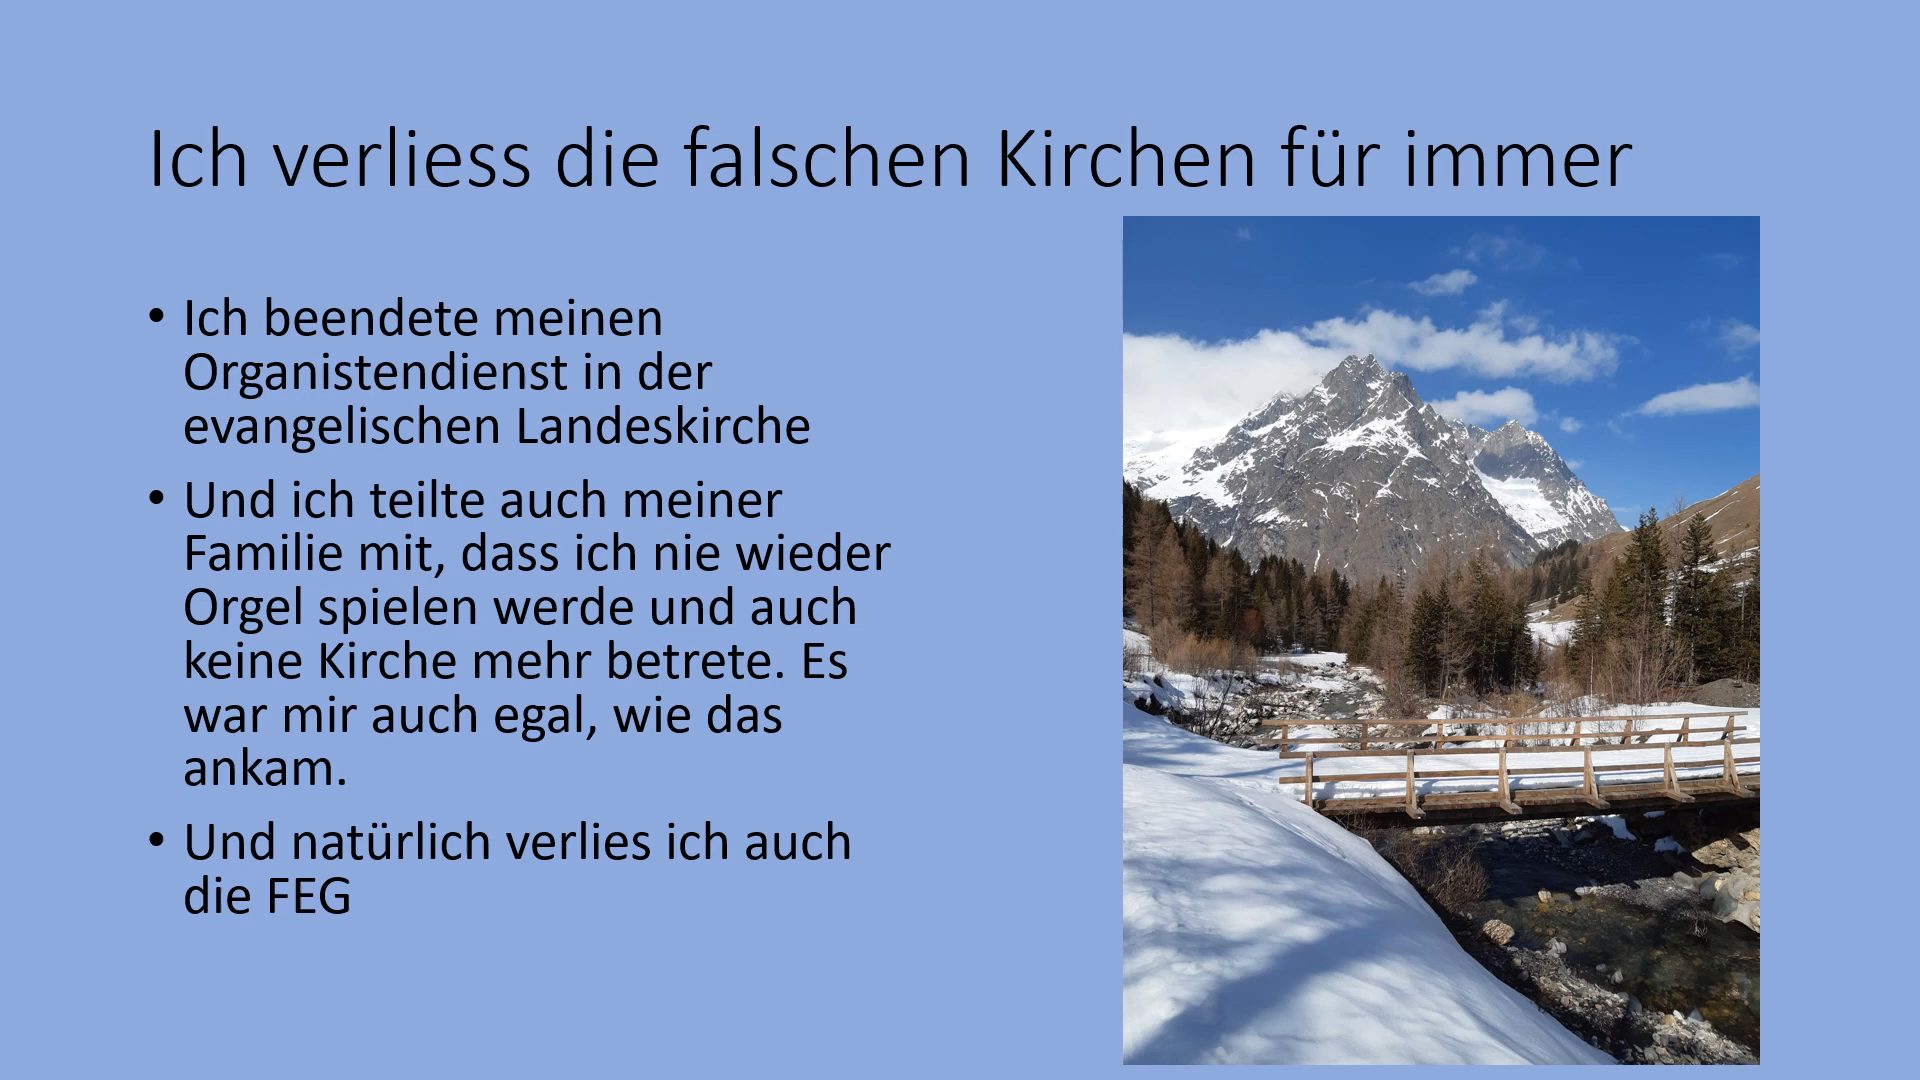 Ich verliess die falschen Kirchen für immer
• Ich beendete meinen
Organistendienst in der
evangelischen Landeskirche
• Und ich teilte auch meiner
Familie mit, dass ich nie wieder
Orgel spielen werde und auch
keine Kirche mehr betrete. Es
war mir auch egal, wie das
ankam.
• Und natürlich verlies ich auch
die FEG